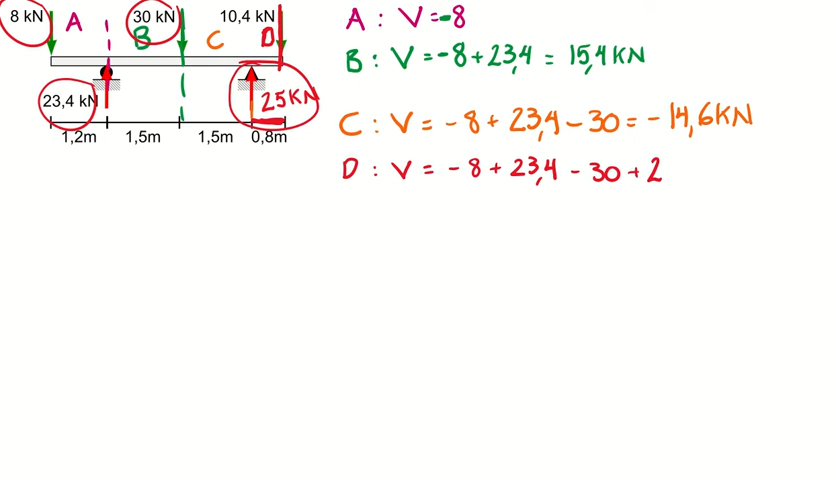 8 kN
A
30 kN
10,4 kN
B
C
D
23,4 kN
25KN
1,2m
1,5m
1,5m
0,8m
A : V = -8
B : V = -8 + 23,4 = 15,4 KN
C : V = - 8 + 23,4 - 30 = - 14,6 KN
D : V = - 8 + 23,4 - 30 + 2